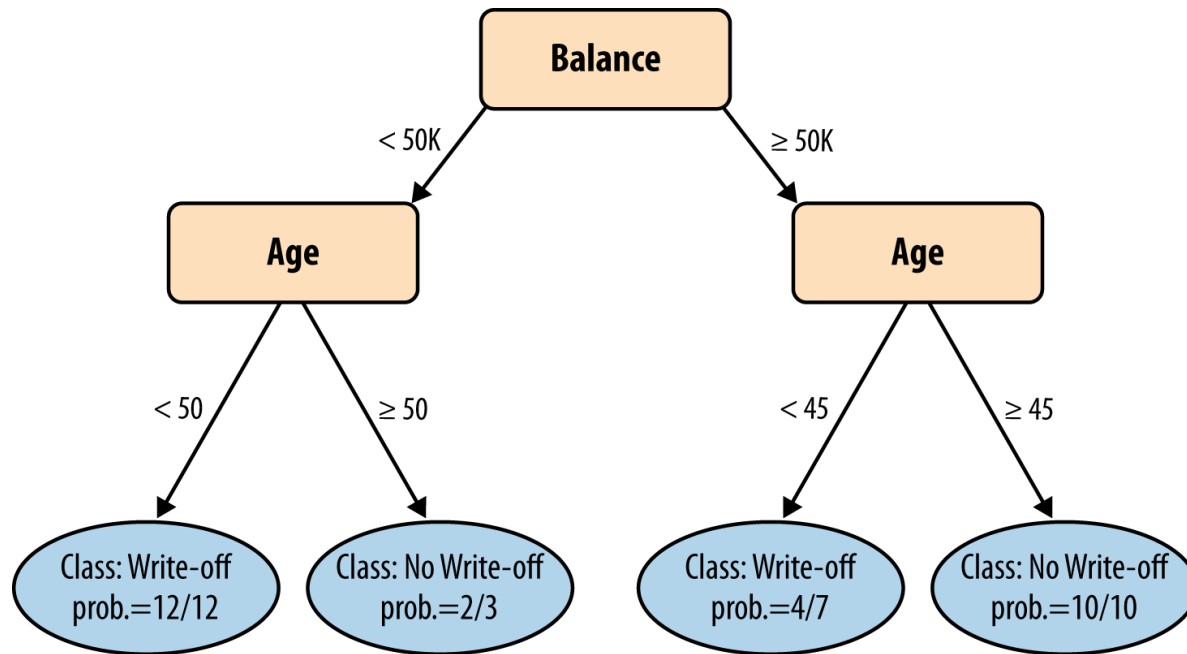 Balance
< 50K
≥ 50K
Age
Age
< 50
≥ 50
< 45
≥ 45
Class: Write-off
prob.=12/12
Class: No Write-off
prob.=2/3
Class: Write-off
prob.=4/7
Class: No Write-off
prob.=10/10